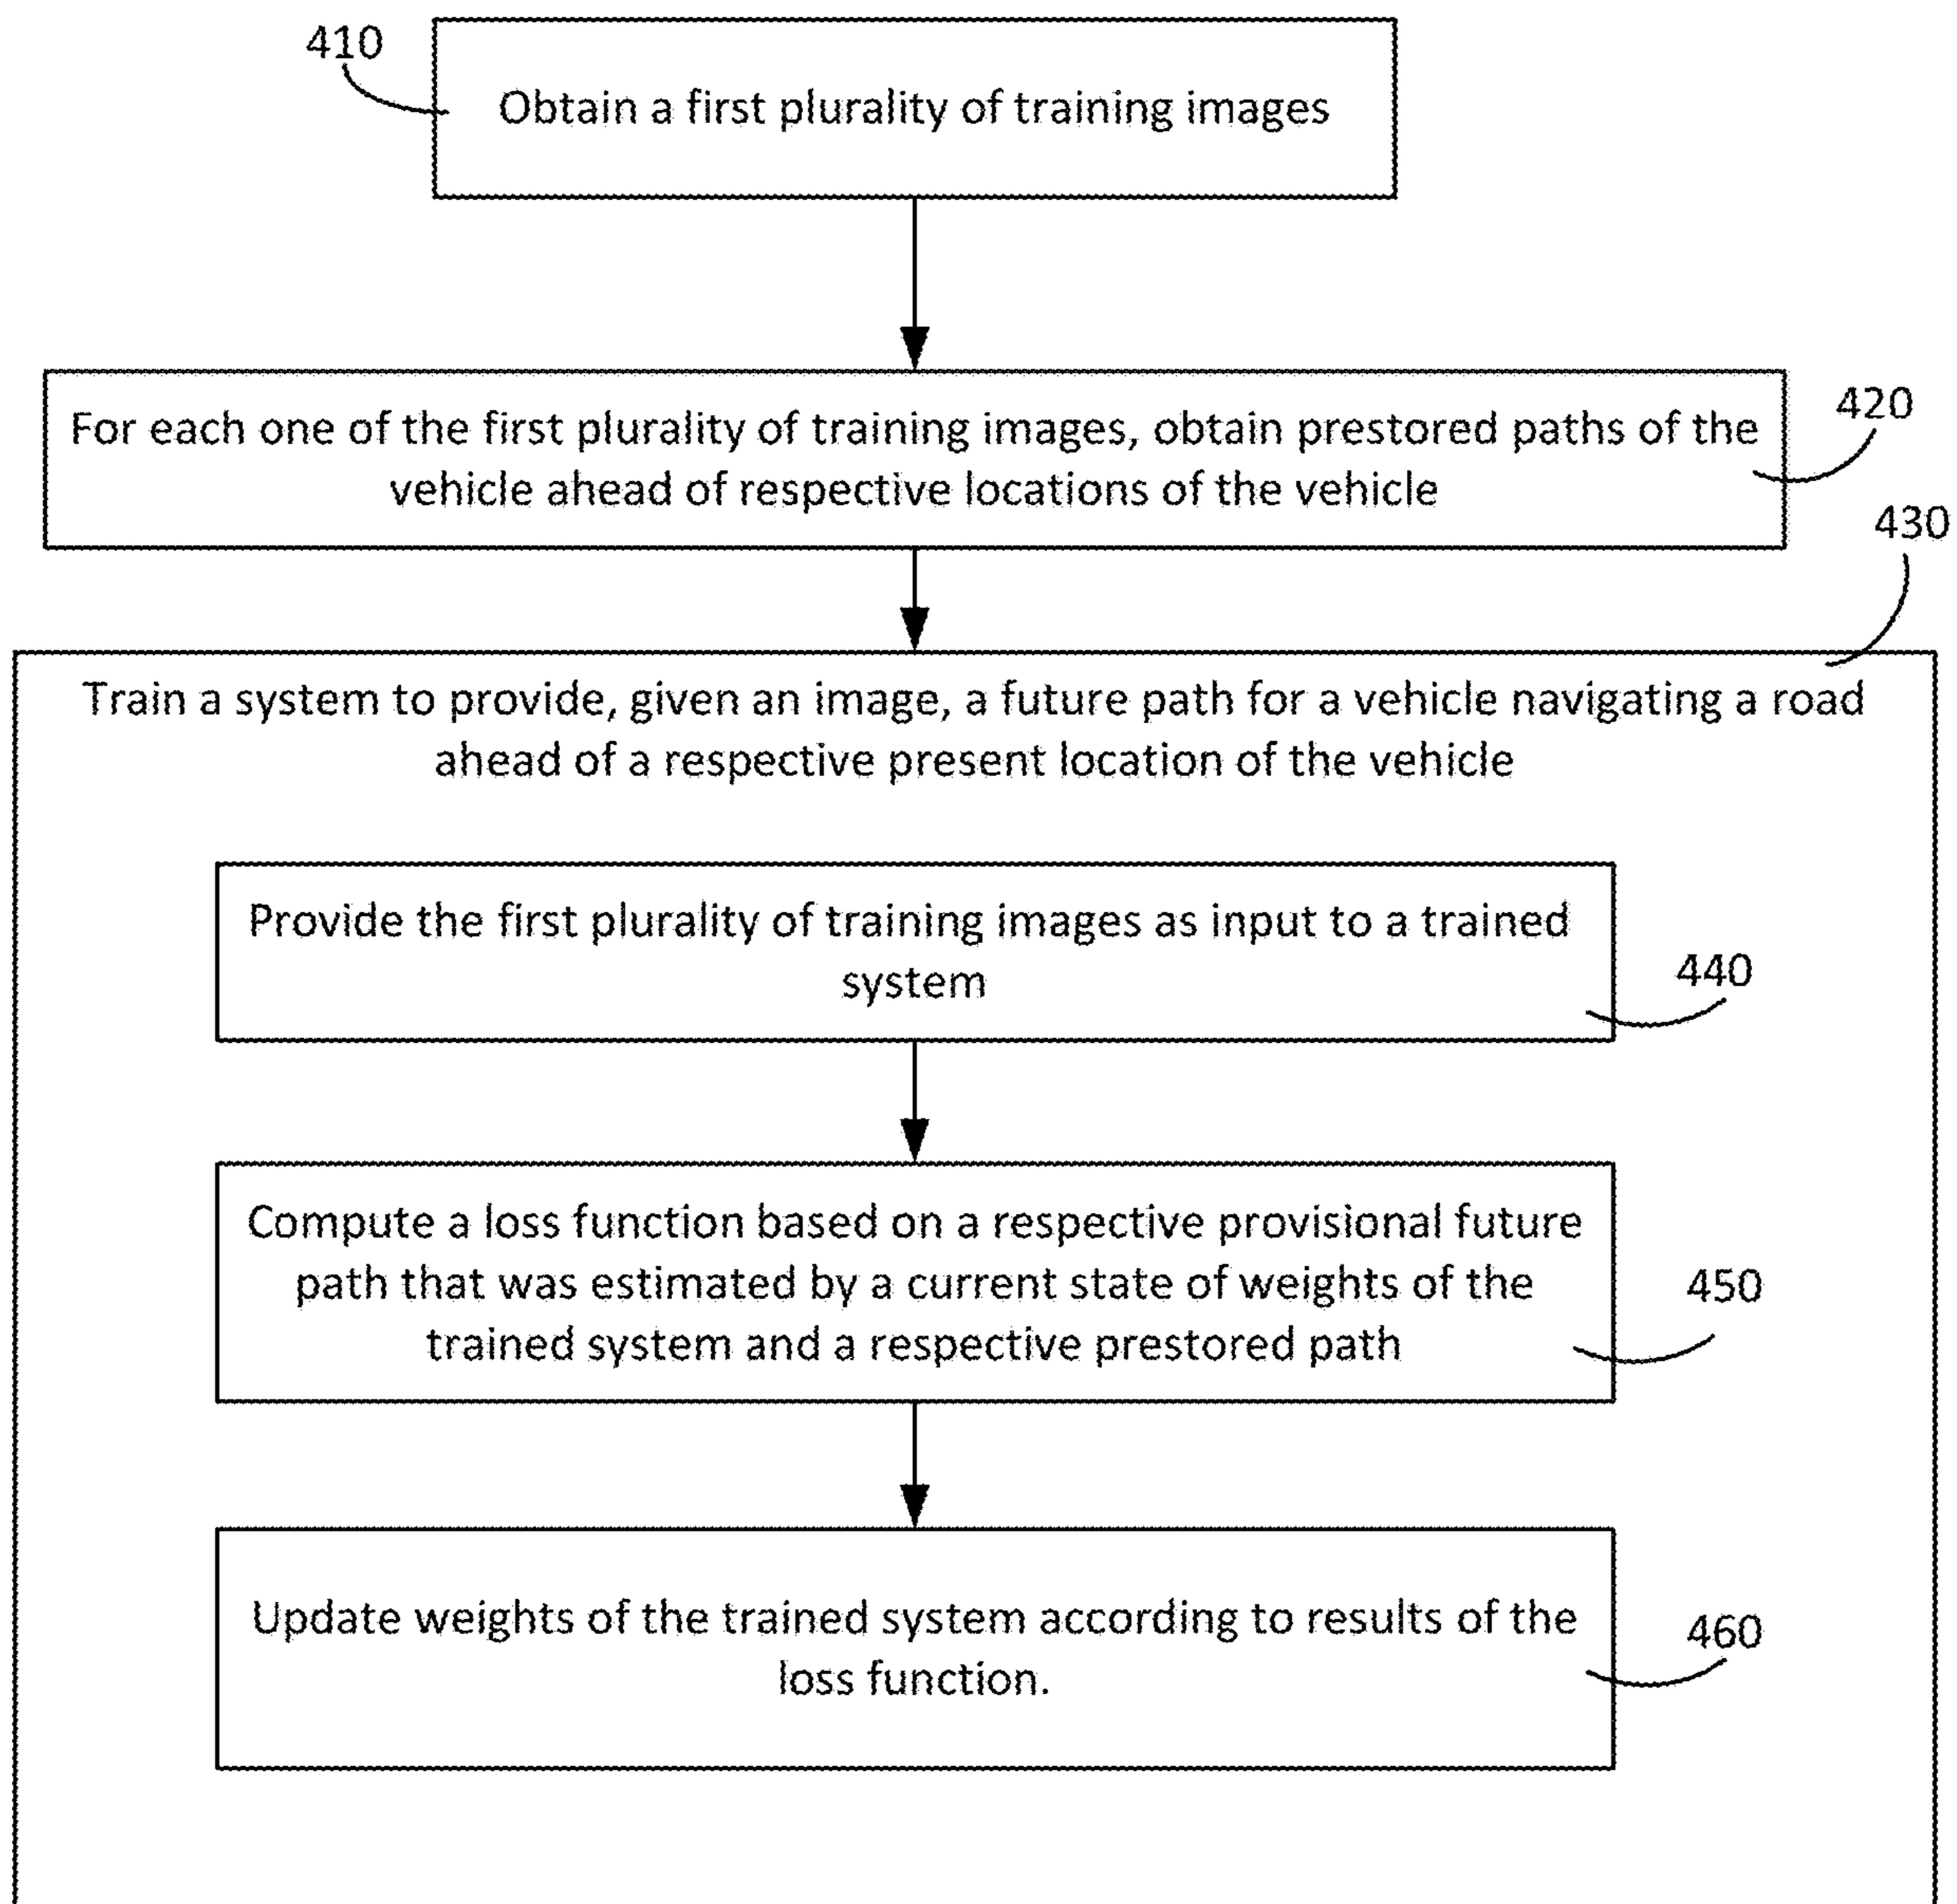 410
Obtain a first plurality of training images
For each one of the first plurality of training images, obtain prestored paths of the
vehicle ahead of respective locations of the vehicle
420
430
Train a system to provide, given an image, a future path for a vehicle navigating a road
ahead of a respective present location of the vehicle
Provide the first plurality of training images as input to a trained
system
440
Compute a loss function based on a respective provisional future
path that was estimated by a current state of weights of the
trained system and a respective prestored path
450
Update weights of the trained system according to results of the
loss function.
460